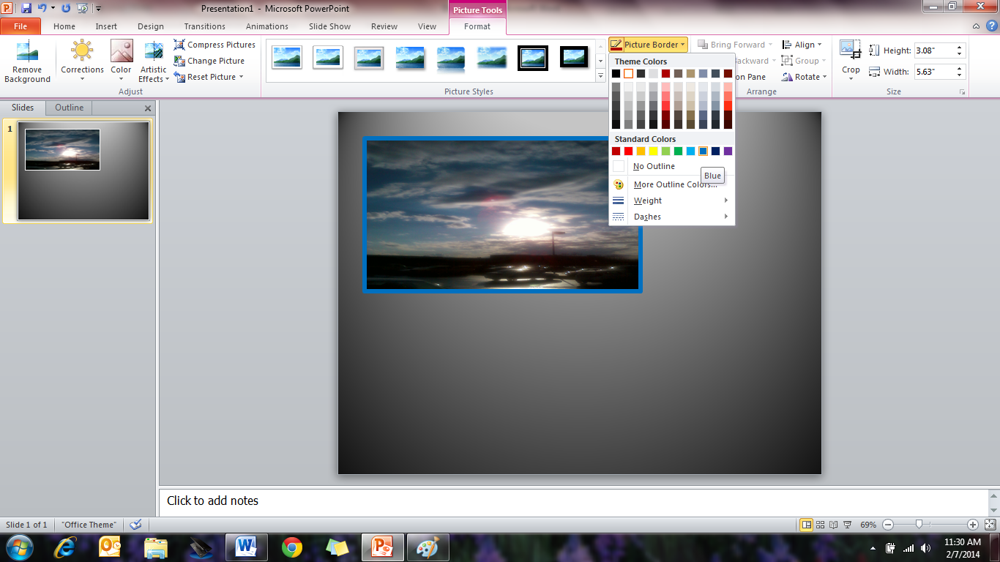 Presentation1 - Microsoft PowerPoint
Picture Tools
File Home Insert Design Transitions Animations Slide Show Review View Format
Remove Background
Corrections
Color
Artistic Effects
Compress Pictures
Change Picture
Reset Picture
Adjust
Picture Styles
Picture Border
Bring Forward
ackward
on Pane
Align
Group
Rotate
Arrange
Crop
Height: 3.08"
Width: 5.63"
Size
Theme Colors
Standard Colors
No Outline
Blue
More Outline Colors...
Weight
Dashes
Slides Outline
1
Click to add notes
Slide 1 of 1 "Office Theme" 69%
11:30 AM
2/7/2014